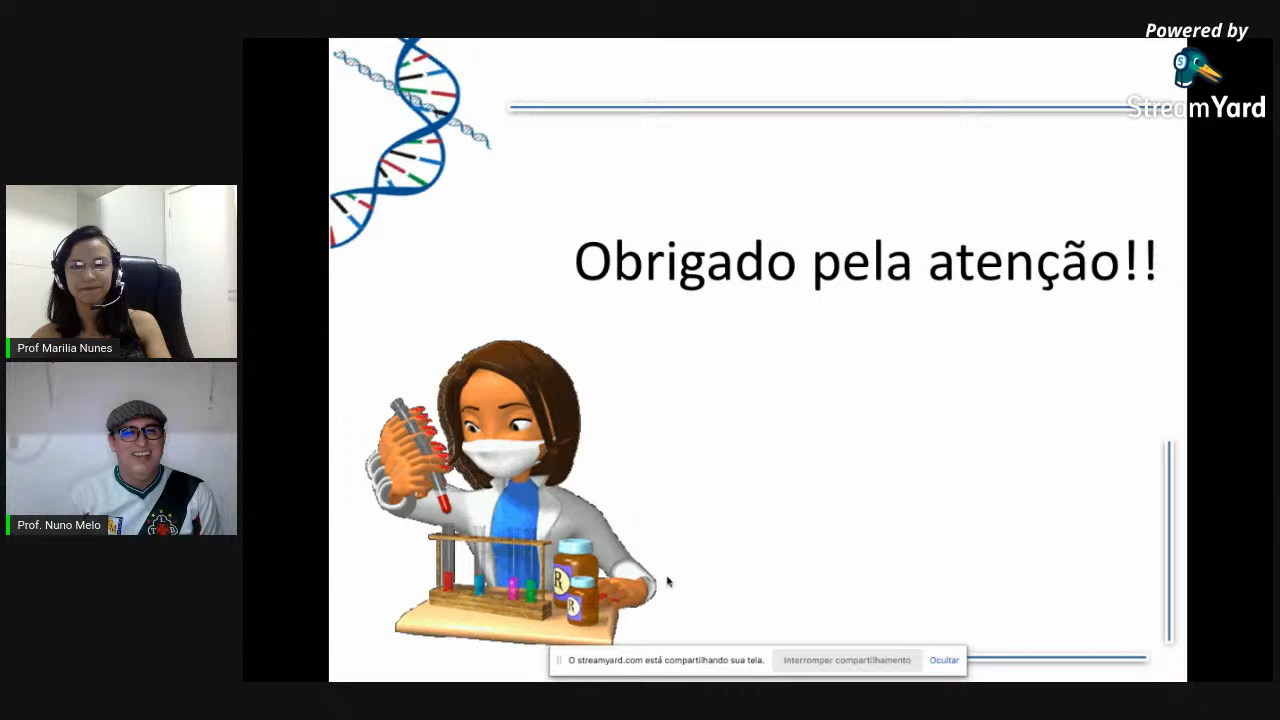 Powered by
StreamYard
Obrigado pela atenção!!
Prof Marilia Nunes
Prof. Nuno Melo
R
R
O streamyard.com está compartilhando sua tela.
Interromper compartilhamento
Ocultar